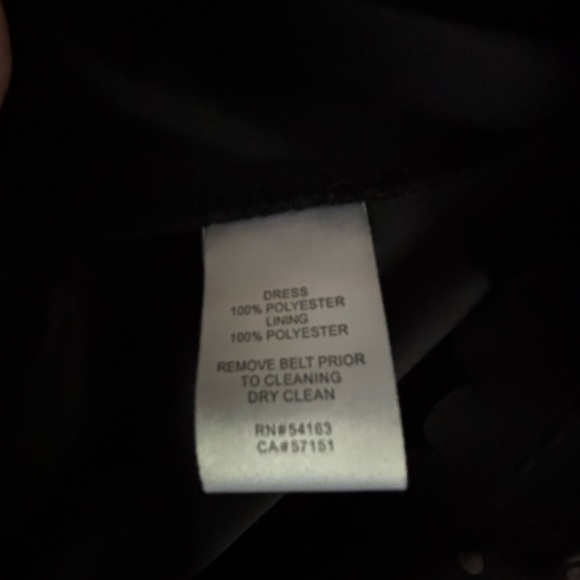 DRESS
100% POLYESTER
LINING
100% POLYESTER
REMOVE BELT PRIOR
TO CLEANING
DRY CLEAN
RN#54163
CA#57151